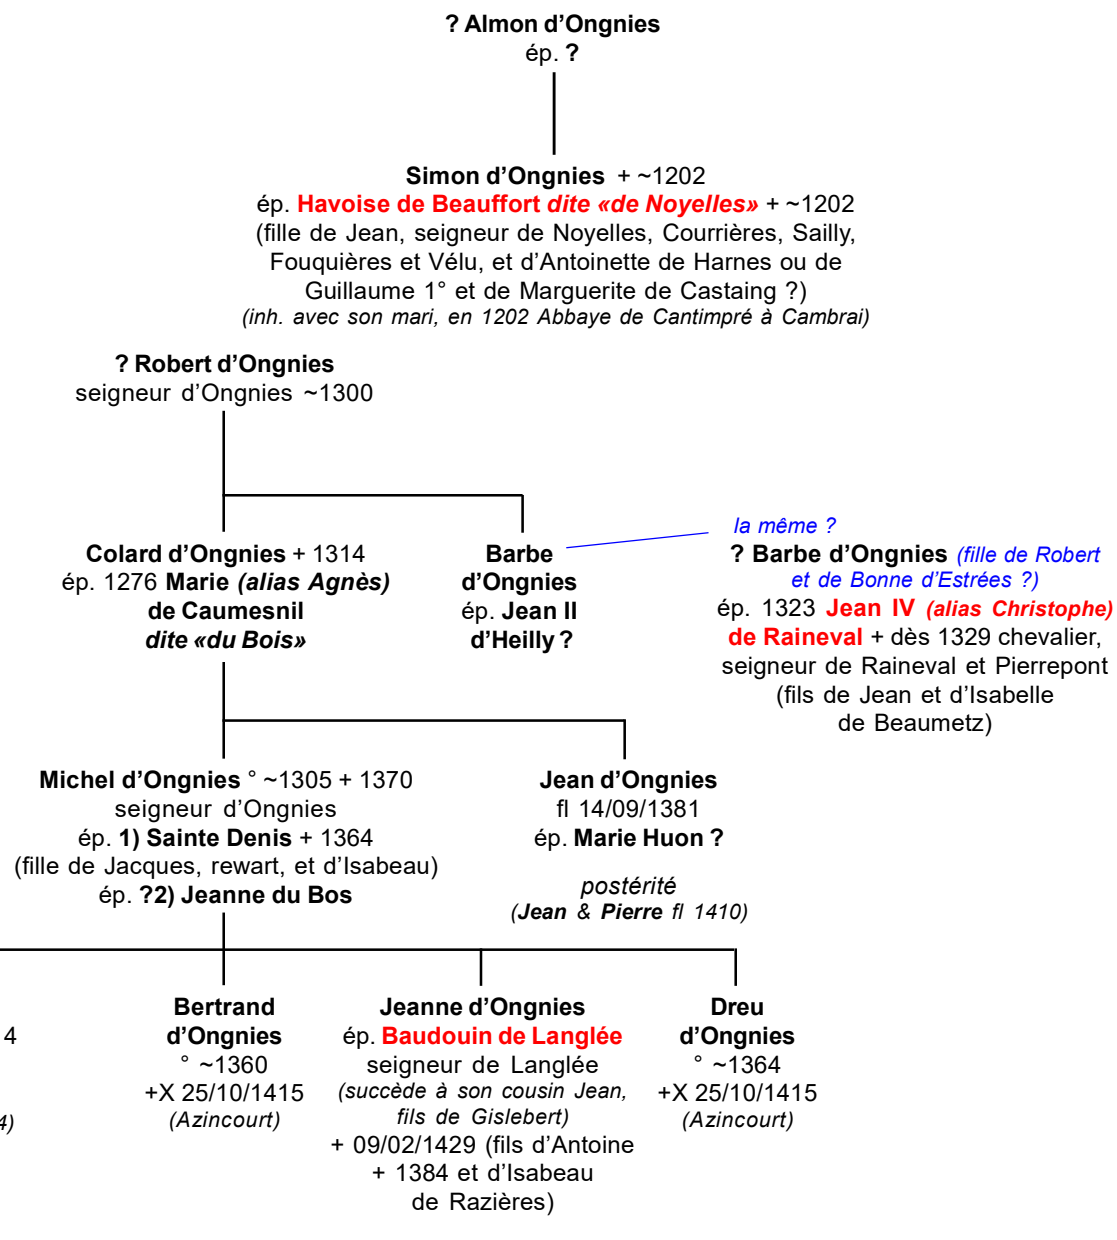 ? Almon d’Ongnies
ép. ?
Simon d’Ongnies + ~1202
ép. Havoise de Beauffort dite «de Noyelles» + ~1202
(fille de Jean, seigneur de Noyelles, Courrières, Sailly,
Fouquières et Vélu, et d’Antoinette de Harnes ou de
Guillaume 1° et de Marguerite de Castaing ?)
(inh. avec son mari, en 1202 Abbaye de Cantimpré à Cambrai)
? Robert d’Ongnies
seigneur d’Ongnies ~1300
Colard d’Ongnies + 1314
ép. 1276 Marie (alias Agnès)
de Caumesnil
dite «du Bois»
Barbe
d’Ongnies
ép. Jean II
d’Heilly ?
la même ?
? Barbe d’Ongnies (fille de Robert
et de Bonne d’Estrées ?)
ép. 1323 Jean IV (alias Christophe)
de Raineval + dès 1329 chevalier,
seigneur de Raineval et Pierrepont
(fils de Jean et d’Isabelle
de Beaumetz)
Michel d’Ongnies ° ~1305 + 1370
seigneur d’Ongnies
ép. 1) Sainte Denis + 1364
(fille de Jacques, rewart, et d’Isabeau)
ép. ?2) Jeanne du Bos
Jean d’Ongnies
fl 14/09/1381
ép. Marie Huon ?
postérité
(Jean & Pierre fl 1410)
4
4)
Bertrand
d’Ongnies
° ~1360
+X 25/10/1415
(Azincourt)
Jeanne d’Ongnies
ép. Baudouin de Langlée
seigneur de Langlée
(succède à son cousin Jean,
fils de Gislebert)
+ 09/02/1429 (fils d’Antoine
+ 1384 et d’Isabeau
de Razières)
Dreu
d’Ongnies
° ~1364
+X 25/10/1415
(Azincourt)